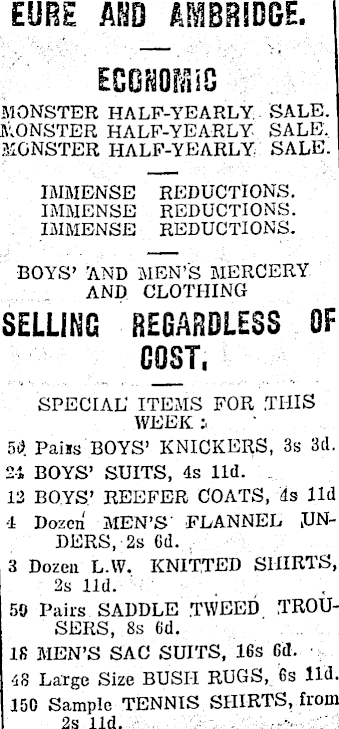 EURE AND AMBRIDGE.
ECONOMIC
MONSTER HALF-YEARLY SALE.
MONSTER HALF-YEARLY SALE.
MONSTER HALF-YEARLY SALE.
IMMENSE REDUCTIONS.
IMMENSE REDUCTIONS.
IMMENSE REDUCTIONS.
BOYS' AND MEN'S MERCERY
AND CLOTHING
SELLING REGARDLESS OF
COST,
SPECIAL ITEMS FOR THIS
WEEK:
50 Pairs BOYS' KNICKERS, 3s 3d.
24 BOYS' SUITS, 4s 11d.
12 BOYS' REEFER COATS, 4s 11d
4 Dozen MEN'S FLANNEL UN-
DERS, 2s 6d.
3 Dozen L.W. KNITTED SHIRTS,
2s 11d.
50 Pairs SADDLE TWEED TROU-
SERS, 8s 6d.
18 MEN'S SAC SUITS, 16s 6d.
48 Large Size BUSH RUGS, 6s 11d.
150 Sample TENNIS SHIRTS, from
2s 11d.